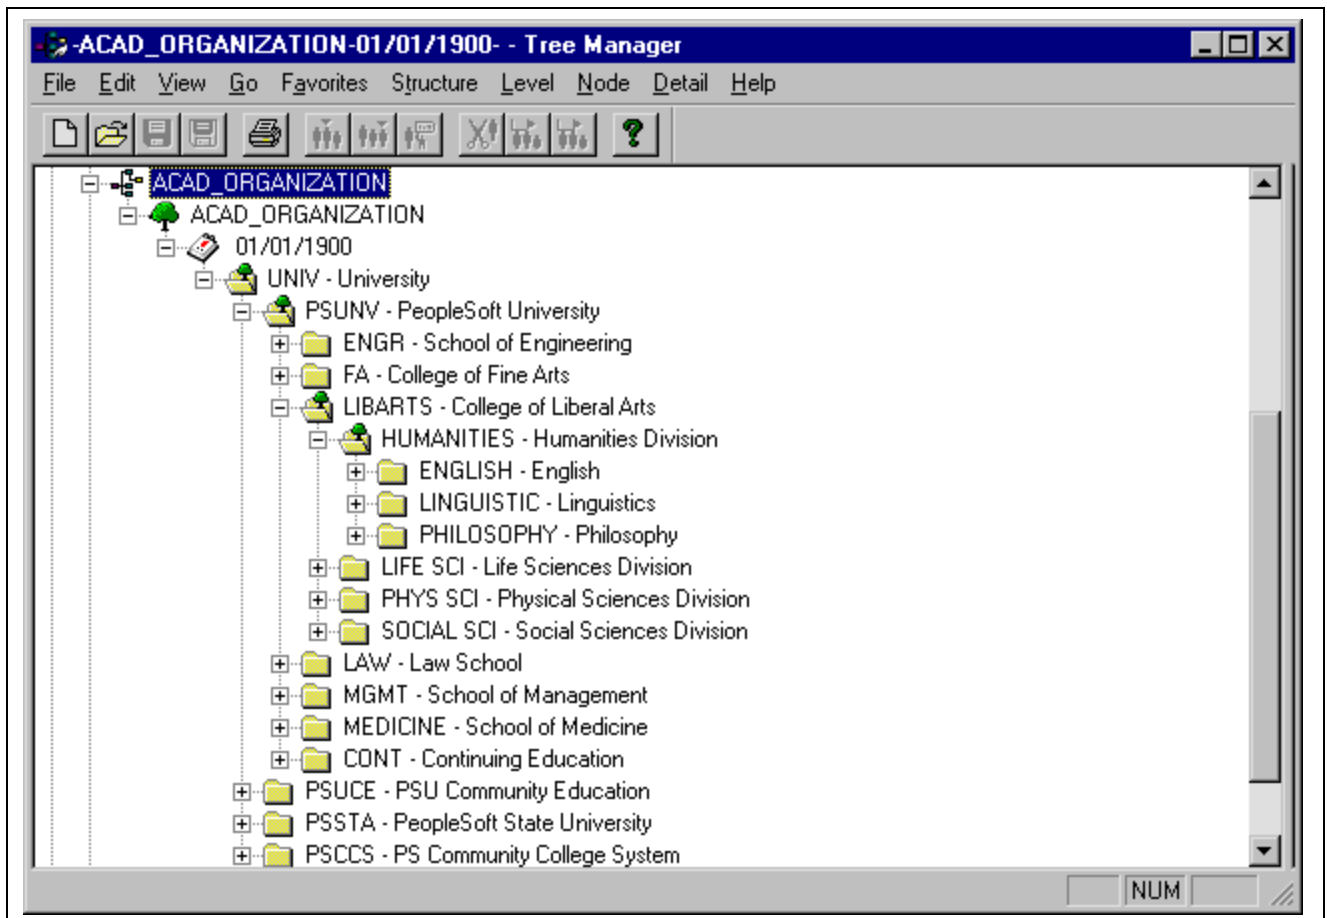 -ACAD_ORGANIZATION-01/01/1900- - Tree Manager
File Edit View Go Favorites Structure Level Node Detail Help
ACAD_ORGANIZATION
ACAD_ORGANIZATION
01/01/1900
UNIV - University
PSUNV - PeopleSoft University
ENGR - School of Engineering
FA - College of Fine Arts
LIBARTS - College of Liberal Arts
HUMANITIES - Humanities Division
ENGLISH - English
LINGUISTIC - Linguistics
PHILOSOPHY - Philosophy
LIFE SCI - Life Sciences Division
PHYS SCI - Physical Sciences Division
SOCIAL SCI - Social Sciences Division
LAW - Law School
MGMT - School of Management
MEDICINE - School of Medicine
CONT - Continuing Education
PSUCE - PSU Community Education
PSSTA - PeopleSoft State University
PSCCS - PS Community College System
NUM